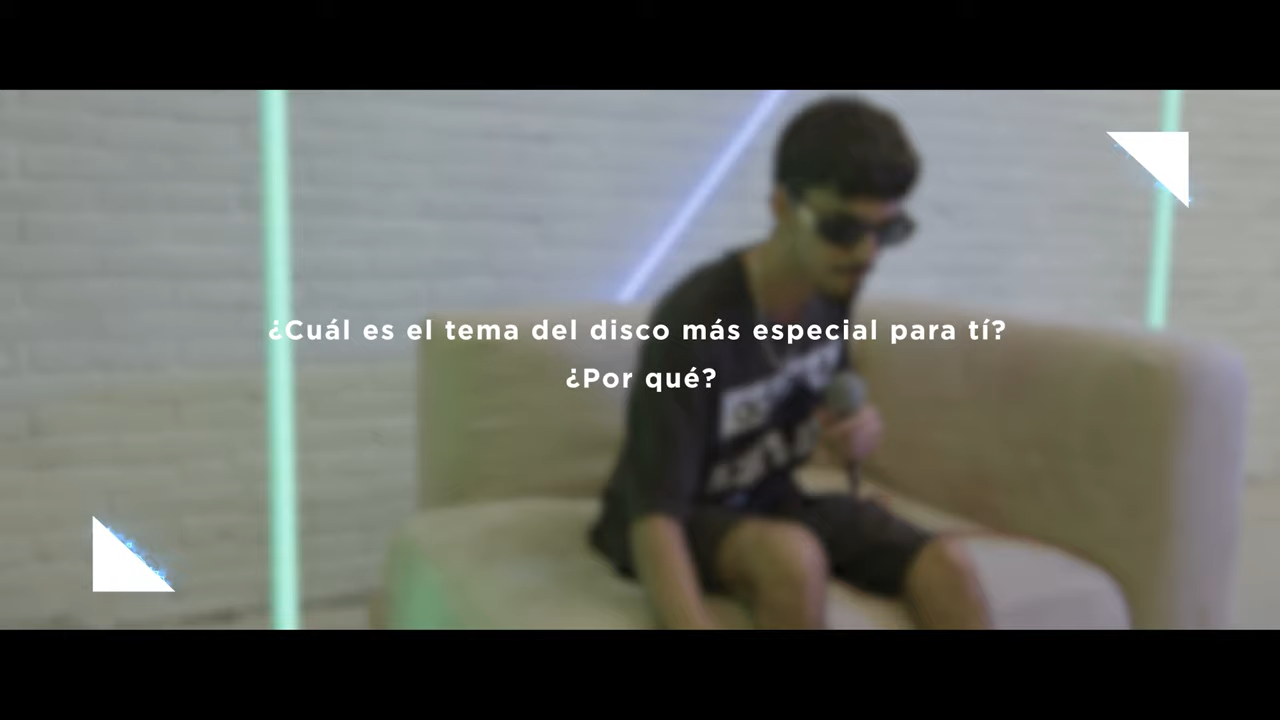 ¿Cuál es el tema del disco más especial para tí?
¿Por qué?